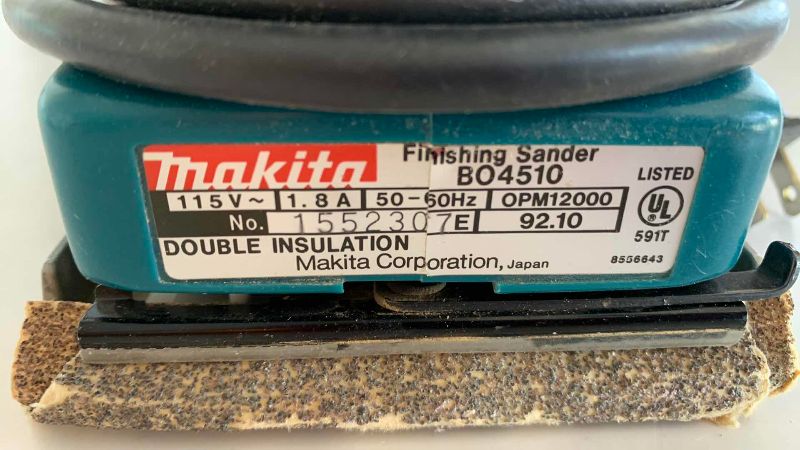 makita Finishing Sander
BO4510
LISTED
115V~ 1.8A 50-60Hz OPM12000
UL
No. 1552307E 92.10
591T
DOUBLE INSULATION
Makita Corporation, Japan
8556643